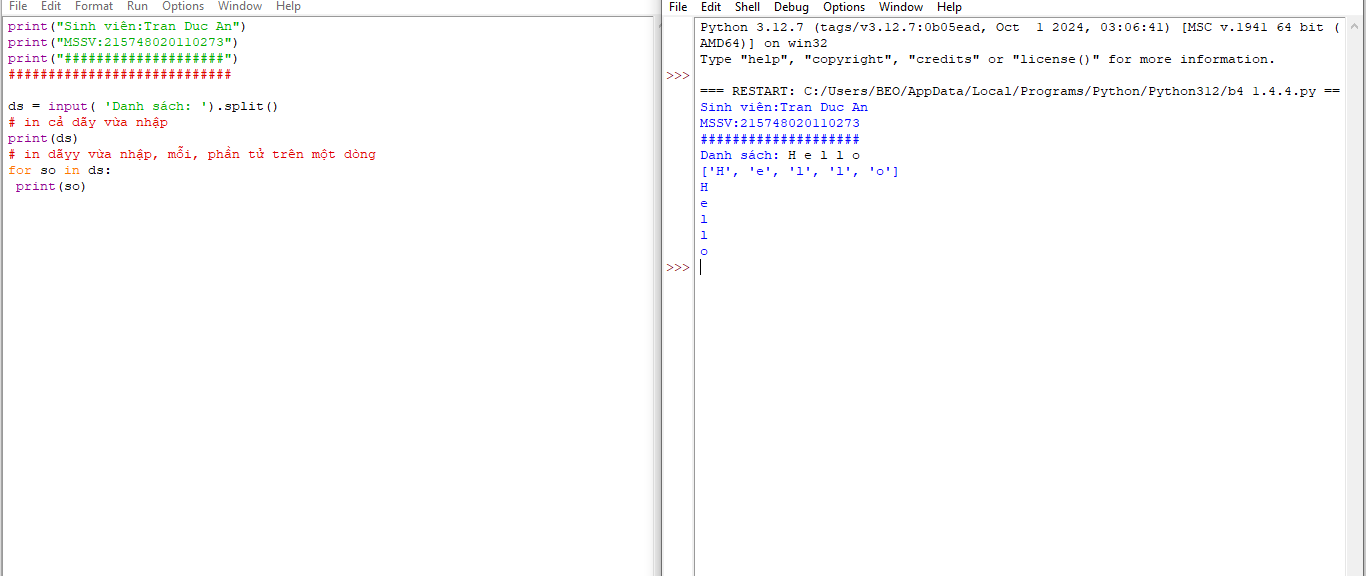 File Edit Format Run Options Window Help
print("Sinh viên:Tran Duc An")
print("MSSV:215748020110273")
print("####################")
############################
ds = input( 'Danh sách: ').split()
# in cả dãy vừa nhập
print(ds)
# in dãyy vừa nhập, mỗi, phần tử trên một dòng
for so in ds:
 print(so)
File Edit Shell Debug Options Window Help
Python 3.12.7 (tags/v3.12.7:0b05ead, Oct  1 2024, 03:06:41) [MSC v.1941 64 bit (
AMD64)] on win32
Type "help", "copyright", "credits" or "license()" for more information.
>>>
=== RESTART: C:/Users/BEO/AppData/Local/Programs/Python/Python312/b4 1.4.4.py ==
Sinh viên:Tran Duc An
MSSV:215748020110273
####################
Danh sách: H e l l o
['H', 'e', 'l', 'l', 'o']
H
e
l
l
o
>>>